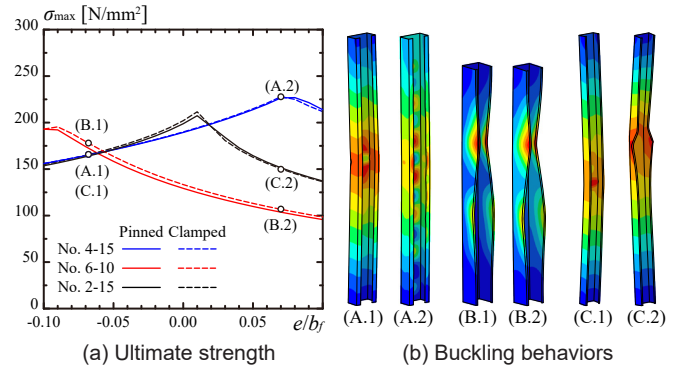 σmax [N/mm²]
300
250
200
150
100
50
0
-0.10
-0.05
0.00
0.05
e/bf
(A.2)
(B.1)
(A.1)
(C.1)
(C.2)
(B.2)
Pinned Clamped
No. 4-15
No. 6-10
No. 2-15
(a) Ultimate strength
(A.1) (A.2) (B.1) (B.2) (C.1) (C.2)
(b) Buckling behaviors